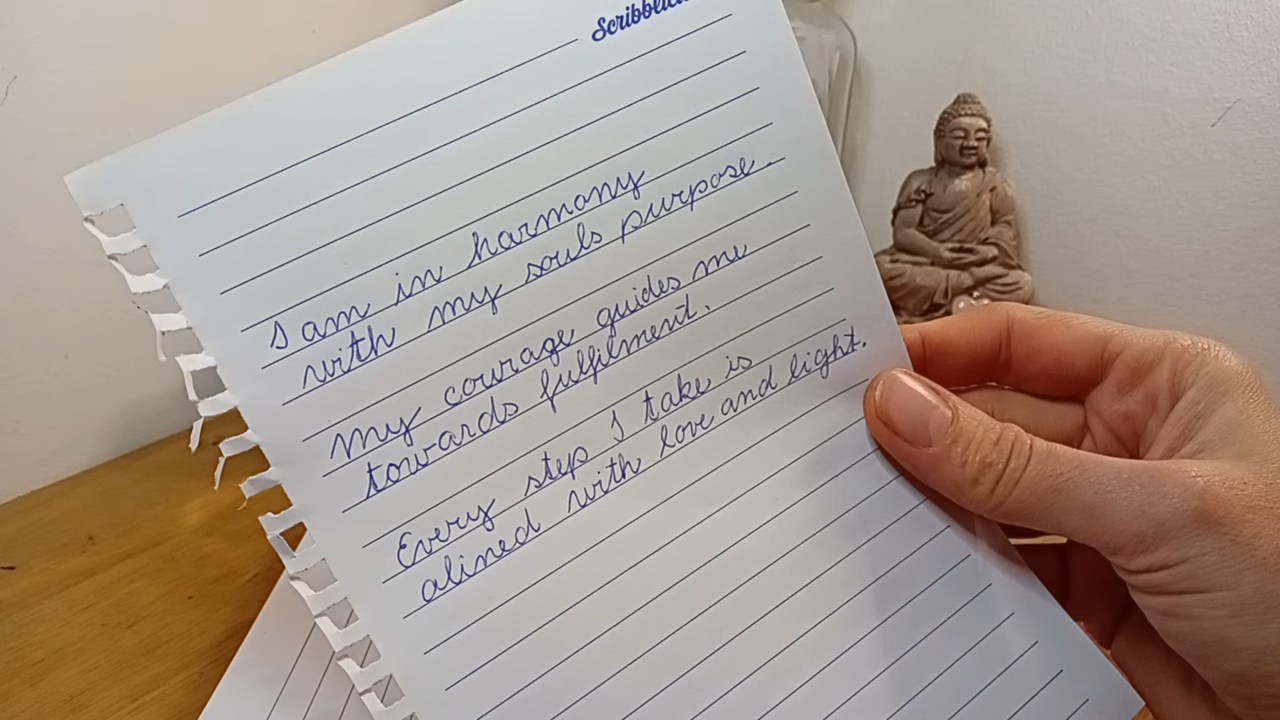 I am in harmony
with my souls purpose.
my courage guides me
towards fulfilment.
Every step I take is
alined with love and light.